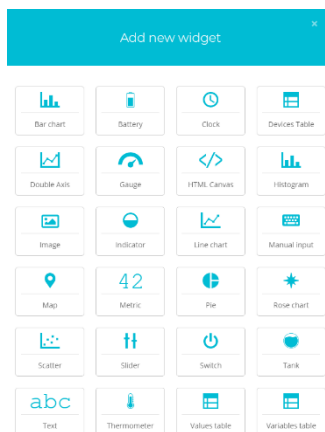 ×
Add new widget
Bar chart
Battery
Clock
Devices Table
Double Axis
Gauge
</>
HTML Canvas
Histogram
Image
Indicator
Line chart
Manual input
Map
42
Metric
Pie
Rose chart
Scatter
Slider
Switch
Tank
abc
Text
Thermometer
Values table
Variables table